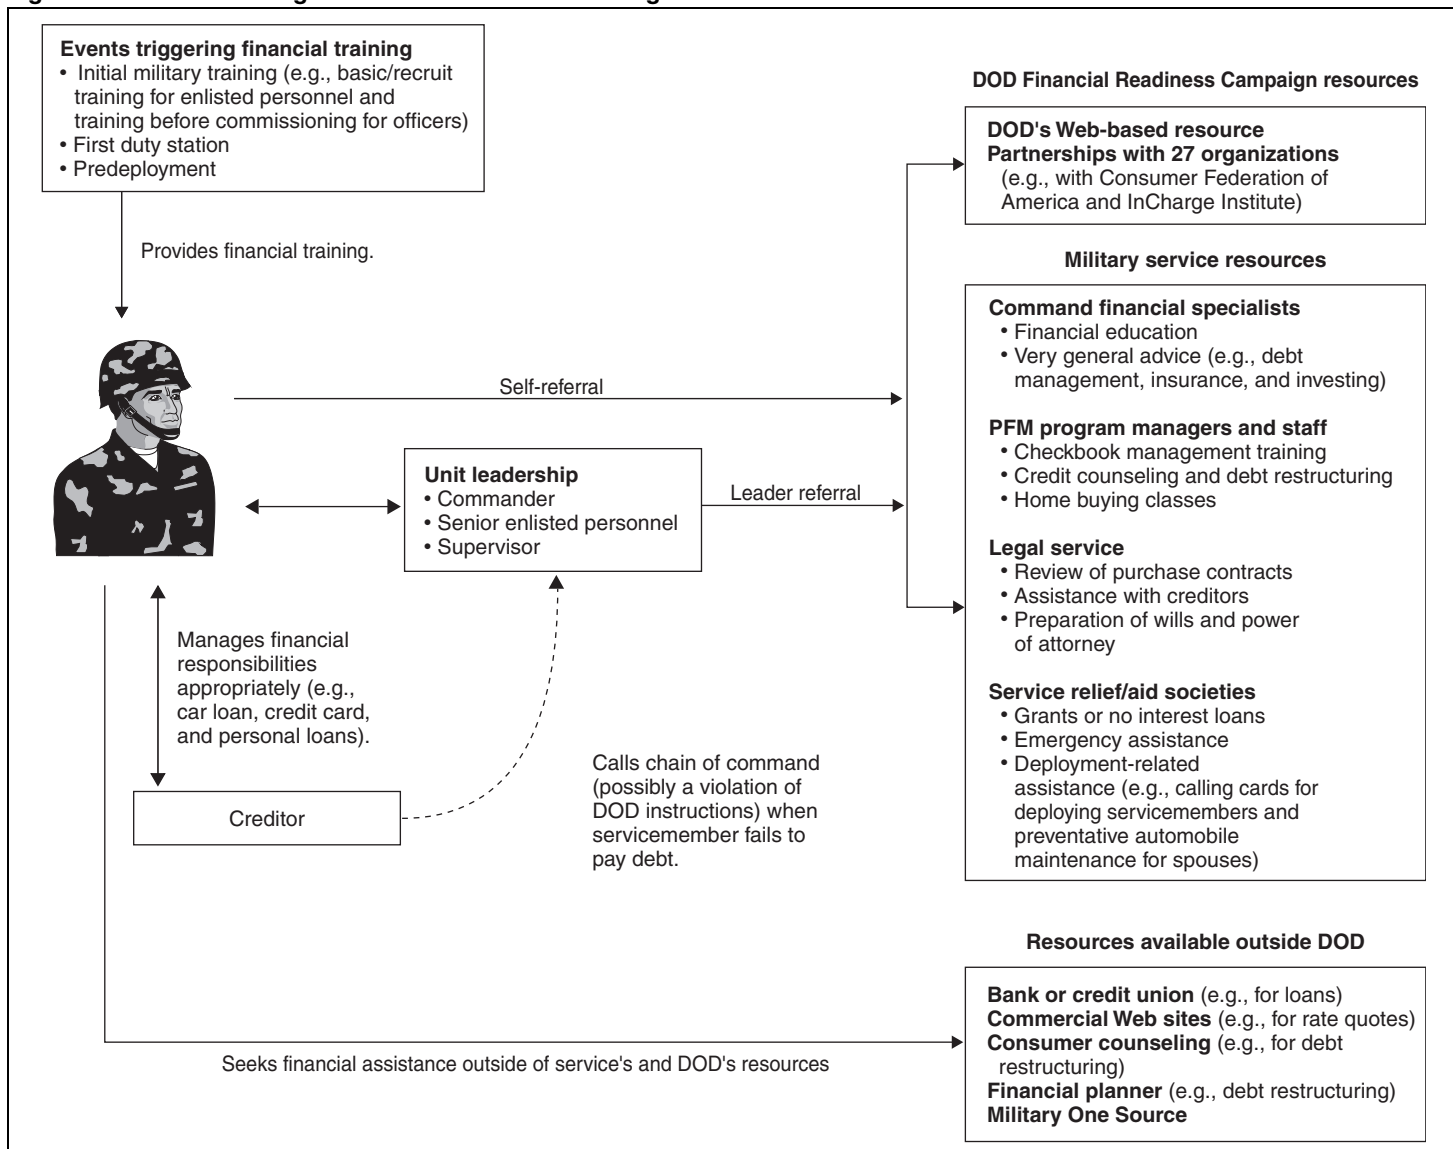 Events triggering financial training
• Initial military training (e.g., basic/recruit
training for enlisted personnel and
training before commissioning for officers)
• First duty station
• Predeployment
Provides financial training.
Self-referral
Unit leadership
• Commander
• Senior enlisted personnel
• Supervisor
Leader referral
Manages financial
responsibilities
appropriately (e.g.,
car loan, credit card,
and personal loans).
Creditor
Calls chain of command
(possibly a violation of
DOD instructions) when
servicemember fails to
pay debt.
Seeks financial assistance outside of service's and DOD's resources
DOD Financial Readiness Campaign resources
DOD's Web-based resource
Partnerships with 27 organizations
(e.g., with Consumer Federation of
America and InCharge Institute)
Military service resources
Command financial specialists
• Financial education
• Very general advice (e.g., debt
management, insurance, and investing)
PFM program managers and staff
• Checkbook management training
• Credit counseling and debt restructuring
• Home buying classes
Legal service
• Review of purchase contracts
• Assistance with creditors
• Preparation of wills and power
of attorney
Service relief/aid societies
• Grants or no interest loans
• Emergency assistance
• Deployment-related
assistance (e.g., calling cards for
deploying servicemembers and
preventative automobile
maintenance for spouses)
Resources available outside DOD
Bank or credit union (e.g., for loans)
Commercial Web sites (e.g., for rate quotes)
Consumer counseling (e.g., for debt
restructuring)
Financial planner (e.g., debt restructuring)
Military One Source